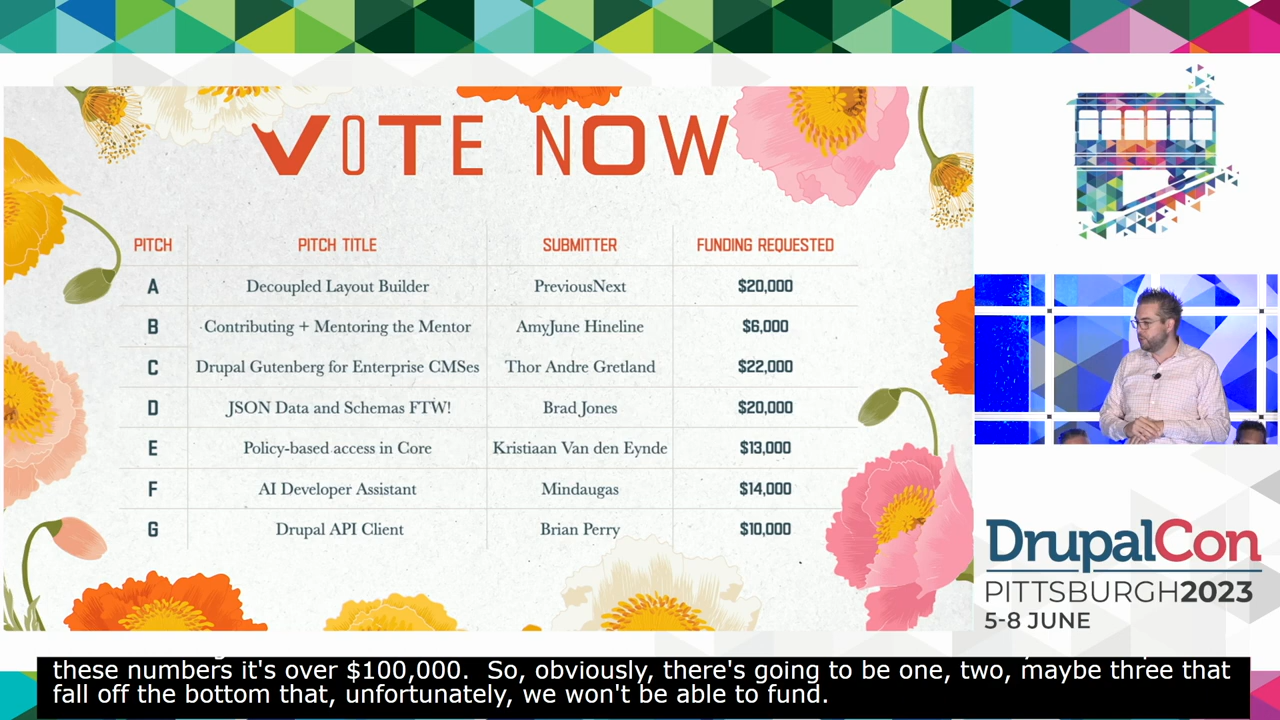 VOTE NOW
PITCH PITCH TITLE SUBMITTER FUNDING REQUESTED
A Decoupled Layout Builder PreviousNext $20,000
B Contributing + Mentoring the Mentor AmyJune Hineline $6,000
C Drupal Gutenberg for Enterprise CMSes Thor Andre Gretland $22,000
D JSON Data and Schemas FTW! Brad Jones $20,000
E Policy-based access in Core Kristiaan Van den Eynde $13,000
F AI Developer Assistant Mindaugas $14,000
G Drupal API Client Brian Perry $10,000
DrupalCon
PITTSBURGH2023
5-8 JUNE
these numbers it's over $100,000. So, obviously, there's going to be one, two, maybe three that
fall off the bottom that, unfortunately, we won't be able to fund.